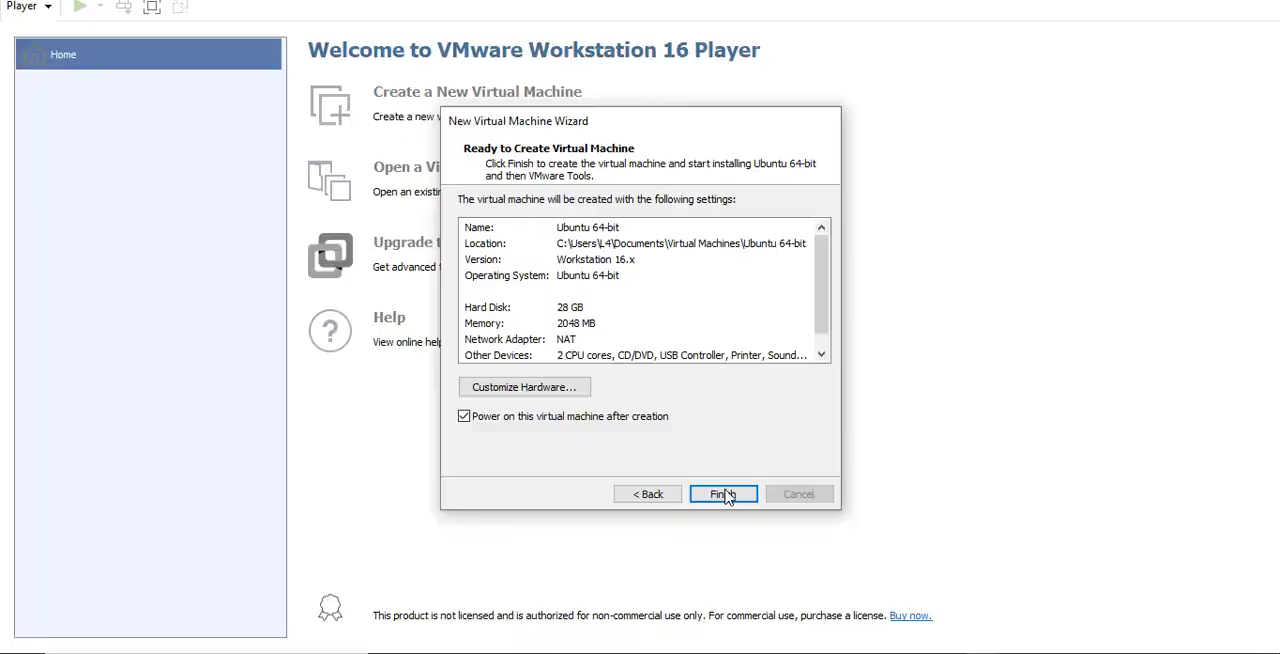 Player
Home
Welcome to VMware Workstation 16 Player
Create a New Virtual Machine
Create a new v
Open a Vi
Open an existin
Upgrade t
Get advanced f
Help
View online help
New Virtual Machine Wizard
Ready to Create Virtual Machine
Click Finish to create the virtual machine and start installing Ubuntu 64-bit
and then VMware Tools.
The virtual machine will be created with the following settings:
Name: Ubuntu 64-bit
Location: C:\Users\L4\Documents\Virtual Machines\Ubuntu 64-bit
Version: Workstation 16.x
Operating System: Ubuntu 64-bit
Hard Disk: 28 GB
Memory: 2048 MB
Network Adapter: NAT
Other Devices: 2 CPU cores, CD/DVD, USB Controller, Printer, Sound...
Customize Hardware...
Power on this virtual machine after creation
< Back
Finish
Cancel
This product is not licensed and is authorized for non-commercial use only. For commercial use, purchase a license. Buy now.